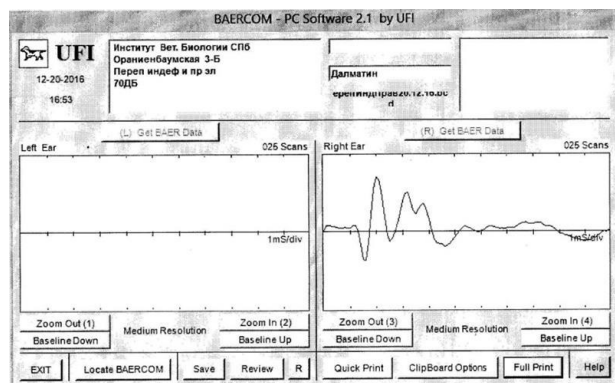 BAERCOM - PC Software 2.1 by UFI
UFI
12-20-2016
16:53
Институт Вет. Биологии СПб
Ораниенбаумская 3-Б
Переп индеф и пр эл
70ДБ
Далматин
d
(L) Get BAER Data
(R) Get BAER Data
Left Ear
025 Scans
Right Ear
025 Scans
1mS/div
1mS/div
Zoom Out (1)
Medium Resolution
Zoom In (2)
Baseline Down
Baseline Up
Zoom Out (3)
Medium Resolution
Zoom In (4)
Baseline Down
Baseline Up
EXIT
Locate BAERCOM
Save
Review
R
Quick Print
ClipBoard Options
Full Print
Help